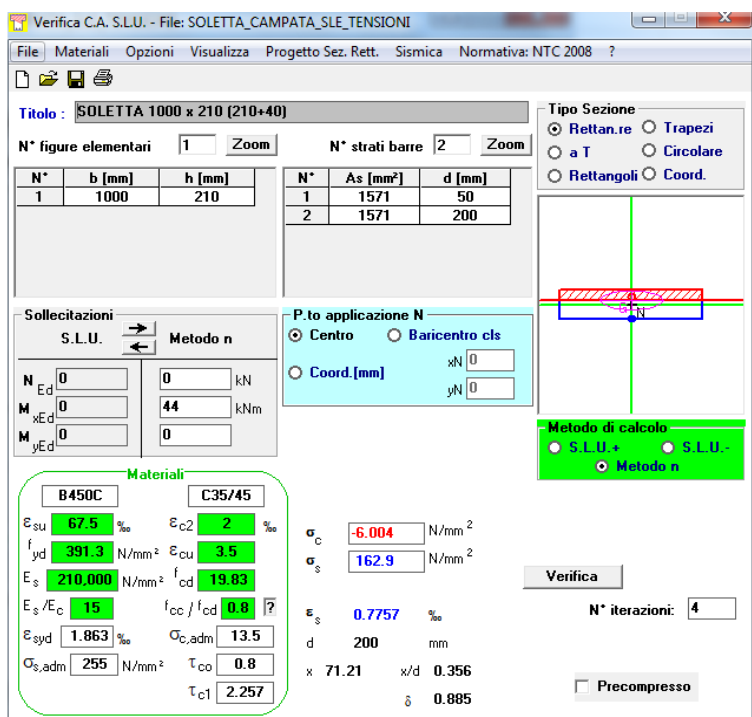 Verifica C.A. S.L.U. - File: SOLETTA_CAMPATA_SLE_TENSIONI
File Materiali Opzioni Visualizza Progetto Sez. Rett. Sismica Normativa: NTC 2008 ?
Titolo : SOLETTA 1000 x 210 (210+40)
N° figure elementari 1 Zoom
N° strati barre 2 Zoom
N° b [mm] h [mm]
1 1000 210
N° As [mm²] d [mm]
1 1571 50
2 1571 200
Tipo Sezione
Rettan.re Trapezi
a T Circolare
Rettangoli Coord.
N
Sollecitazioni
S.L.U. Metodo n
N Ed 0 0 kN
M xEd 0 44 kNm
M yEd 0 0
P.to applicazione N
Centro Baricentro cls
Coord.[mm] xN 0
yN 0
Metodo di calcolo
S.L.U.+ S.L.U.-
Metodo n
Materiali
B450C C35/45
εsu 67.5 ‰ εc2 2 ‰
fyd 391.3 N/mm² εcu 3.5
Es 210,000 N/mm² fcd 19.83
Es/Ec 15 fcc / fcd 0.8 ?
εsyd 1.863 ‰ σc,adm 13.5
σs,adm 255 N/mm² τco 0.8
τc1 2.257
σc -6.004 N/mm²
σs 162.9 N/mm²
εs 0.7757 ‰
d 200 mm
x 71.21 x/d 0.356
δ 0.885
Verifica
N° iterazioni: 4
Precompresso